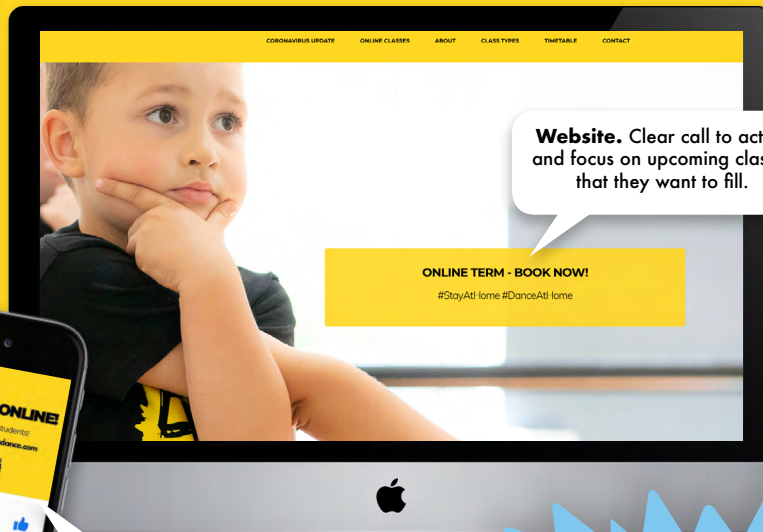 CORONAVIRUS UPDATE ONLINE CLASSES ABOUT CLASS TYPES TIMETABLE CONTACT
Website. Clear call to act
and focus on upcoming clas
that they want to fill.
ONLINE TERM - BOOK NOW!
#StayAtHome #DanceAtHome
ONLINE!
students!
dance.com